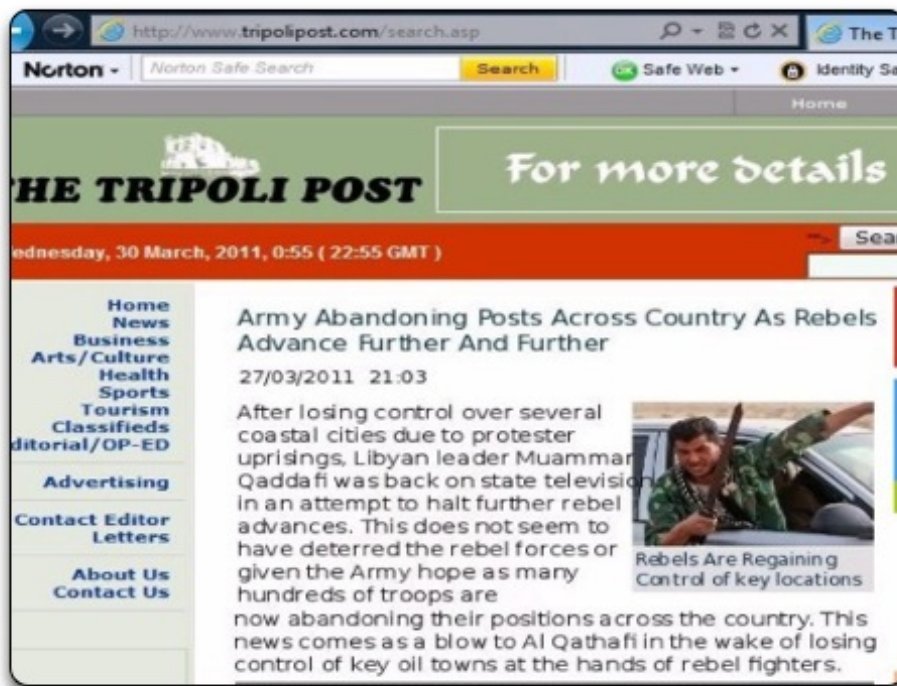 http://www.tripolipost.com/search.asp
The T
Norton
Norton Safe Search
Search
Safe Web
Identity Sa
Home
HE TRIPOLI POST
For more details
ednesday, 30 March, 2011, 0:55 ( 22:55 GMT )
">
Sear
Home
News
Business
Arts/Culture
Health
Sports
Tourism
Classifieds
ditorial/OP-ED
Advertising
Contact Editor
Letters
About Us
Contact Us
Army Abandoning Posts Across Country As Rebels
Advance Further And Further
27/03/2011 21:03
After losing control over several
coastal cities due to protester
uprisings, Libyan leader Muammar
Qaddafi was back on state television
in an attempt to halt further rebel
advances. This does not seem to
have deterred the rebel forces or
given the Army hope as many
hundreds of troops are
now abandoning their positions across the country. This
news comes as a blow to Al Qathafi in the wake of losing
control of key oil towns at the hands of rebel fighters.
Rebels Are Regaining
Control of key locations